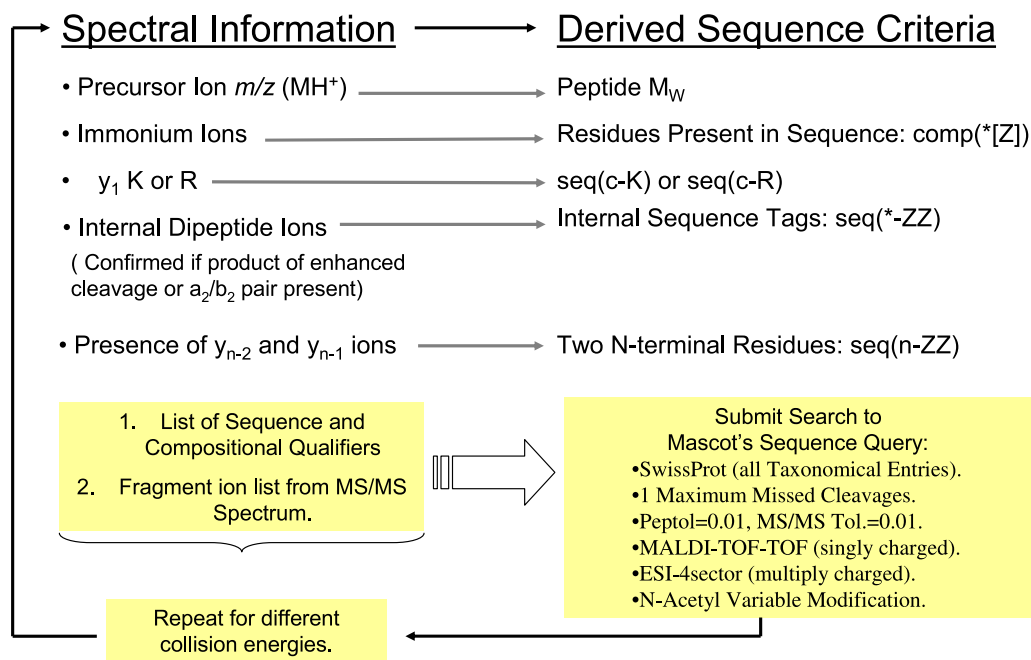 Spectral Information
Derived Sequence Criteria
• Precursor Ion m/z (MH+)
Peptide MW
• Immonium Ions
Residues Present in Sequence: comp(*[Z])
• y1 K or R
seq(c-K) or seq(c-R)
• Internal Dipeptide Ions
Internal Sequence Tags: seq(*-ZZ)
( Confirmed if product of enhanced
cleavage or a2/b2 pair present)
• Presence of yn-2 and yn-1 ions
Two N-terminal Residues: seq(n-ZZ)
1. List of Sequence and
Compositional Qualifiers
2. Fragment ion list from MS/MS
Spectrum.
Submit Search to
Mascot's Sequence Query:
•SwissProt (all Taxonomical Entries).
•1 Maximum Missed Cleavages.
•Peptol=0.01, MS/MS Tol.=0.01.
•MALDI-TOF-TOF (singly charged).
•ESI-4sector (multiply charged).
•N-Acetyl Variable Modification.
Repeat for different
collision energies.